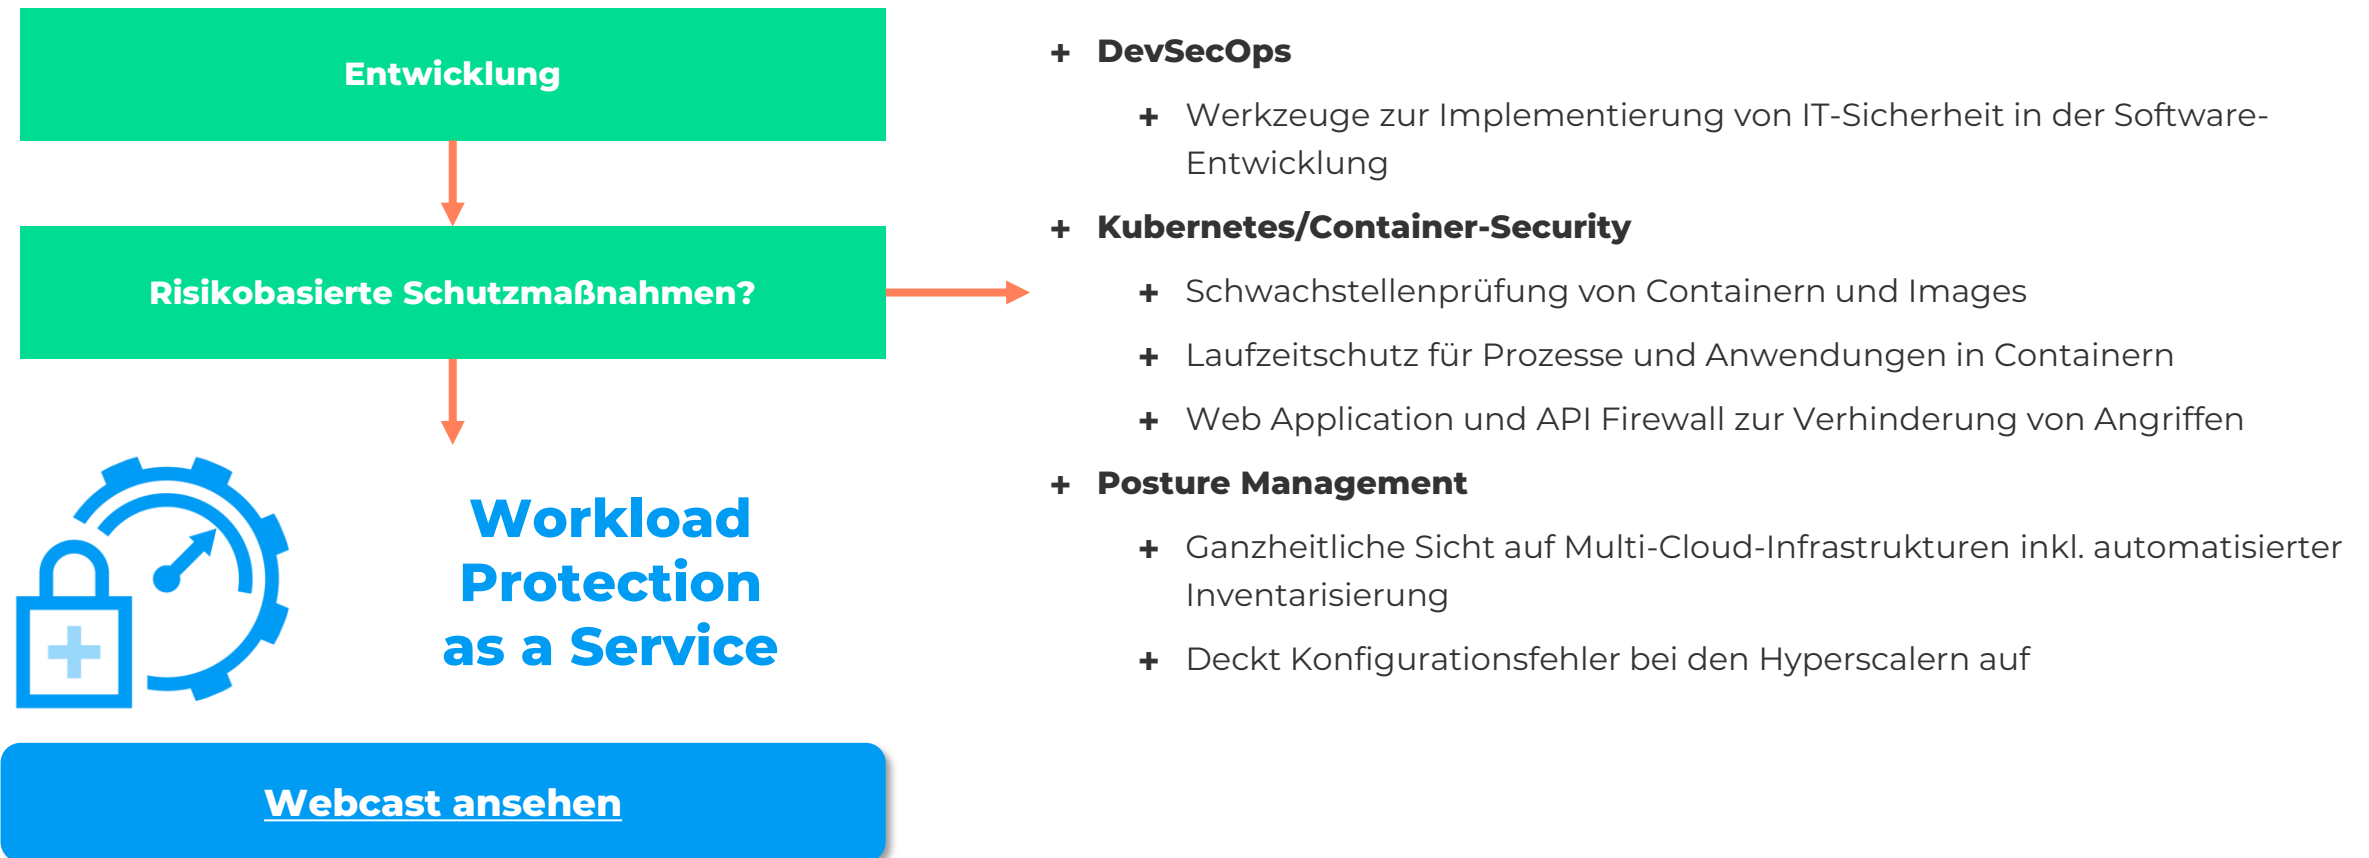 Entwicklung
Risikobasierte Schutzmaßnahmen?
Workload
Protection
as a Service
Webcast ansehen
+ DevSecOps
+ Werkzeuge zur Implementierung von IT-Sicherheit in der Software-
Entwicklung
+ Kubernetes/Container-Security
+ Schwachstellenprüfung von Containern und Images
+ Laufzeitschutz für Prozesse und Anwendungen in Containern
+ Web Application und API Firewall zur Verhinderung von Angriffen
+ Posture Management
+ Ganzheitliche Sicht auf Multi-Cloud-Infrastrukturen inkl. automatisierter
Inventarisierung
+ Deckt Konfigurationsfehler bei den Hyperscalern auf